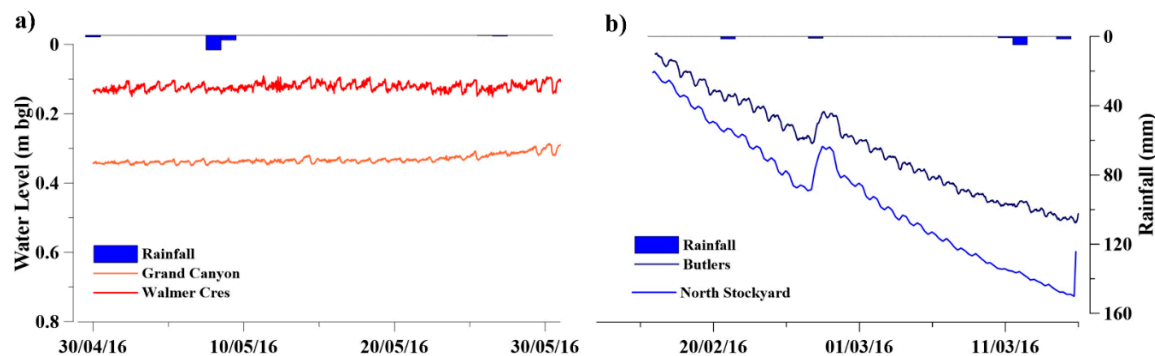 a)
Water Level (m bgl)
0
0.2
0.4
0.6
0.8
Rainfall
Grand Canyon
Walmer Cres
30/04/16 10/05/16 20/05/16 30/05/16
b)
Rainfall
Butlers
North Stockyard
20/02/16 01/03/16 11/03/16
0
40
80
120
160
Rainfall (mm)